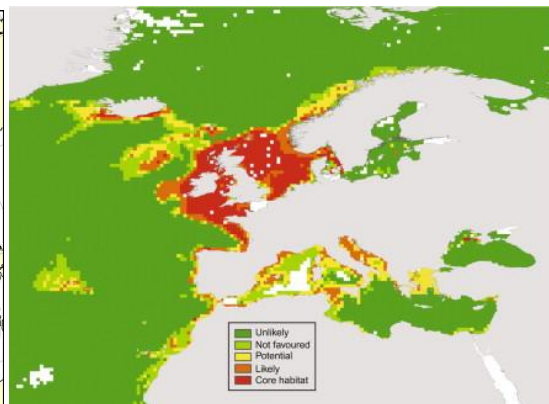 Unlikely
Not favoured
Potential
Likely
Core habitat